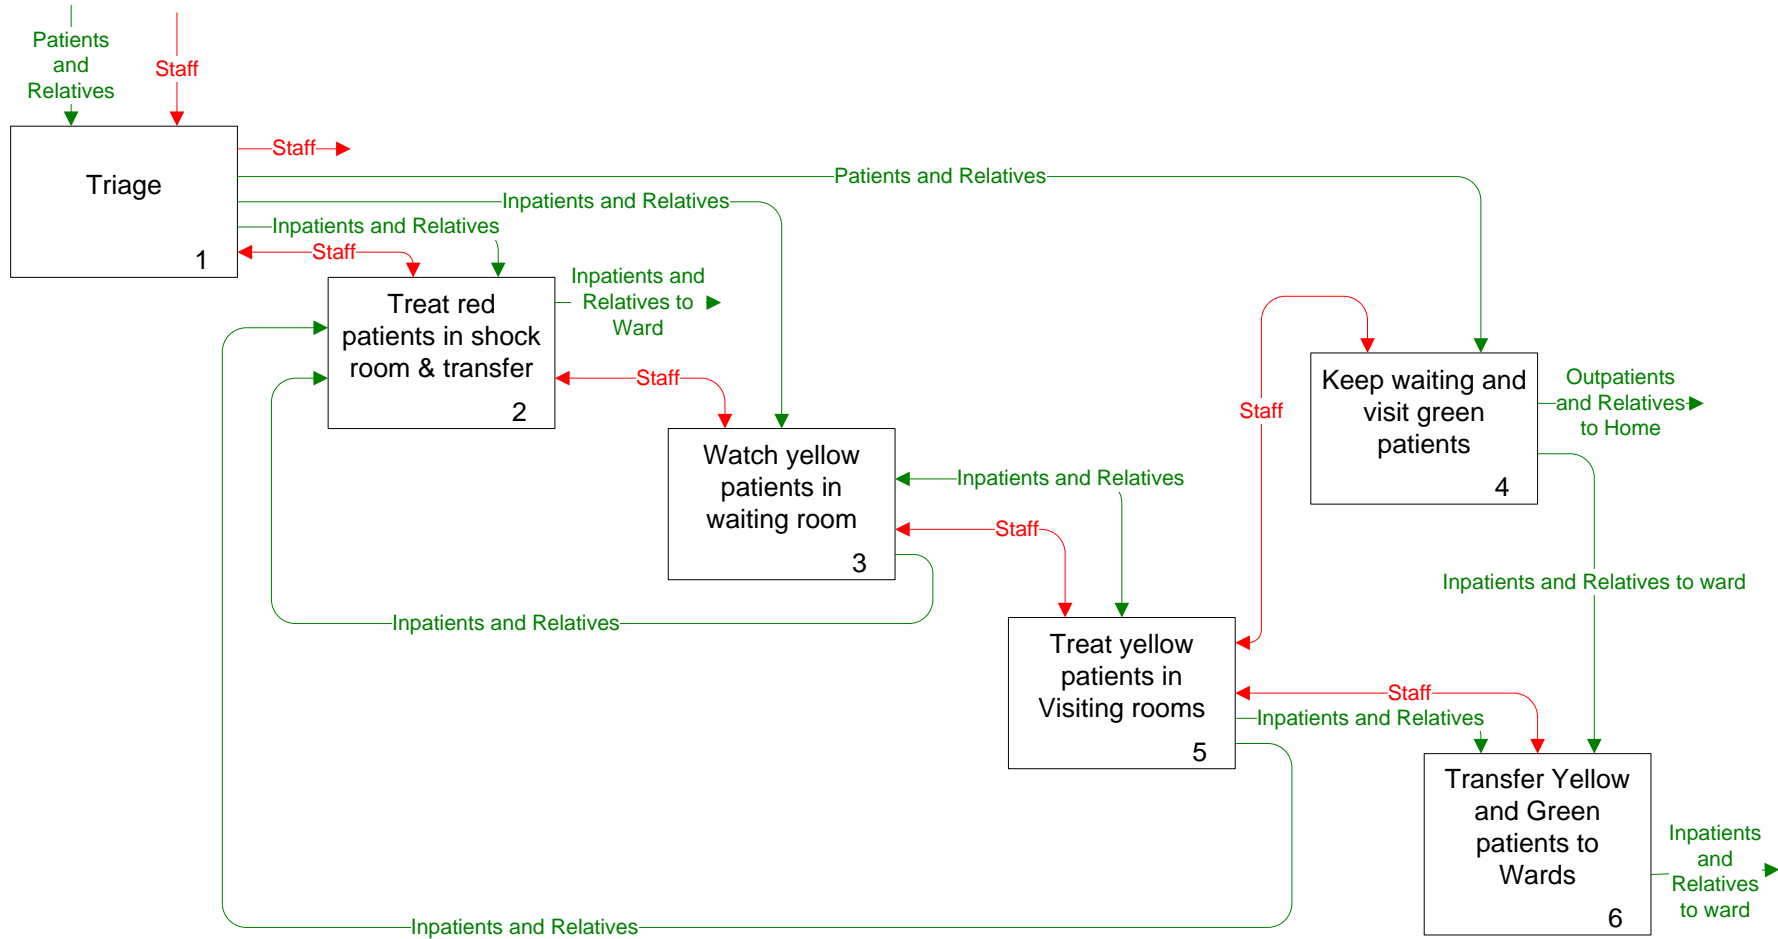 Patients
and
Relatives
Staff
Triage
1
Staff
Patients and Relatives
Inpatients and Relatives
Inpatients and Relatives
Staff
Treat red
patients in shock
room & transfer
2
Inpatients and
Relatives to
Ward
Staff
Watch yellow
patients in
waiting room
3
Inpatients and Relatives
Staff
Inpatients and Relatives
Staff
Keep waiting and
visit green
patients
4
Outpatients
and Relatives
to Home
Inpatients and Relatives to ward
Treat yellow
patients in
Visiting rooms
5
Staff
Inpatients and Relatives
Transfer Yellow
and Green
patients to
Wards
6
Inpatients
and
Relatives
to ward
Inpatients and Relatives